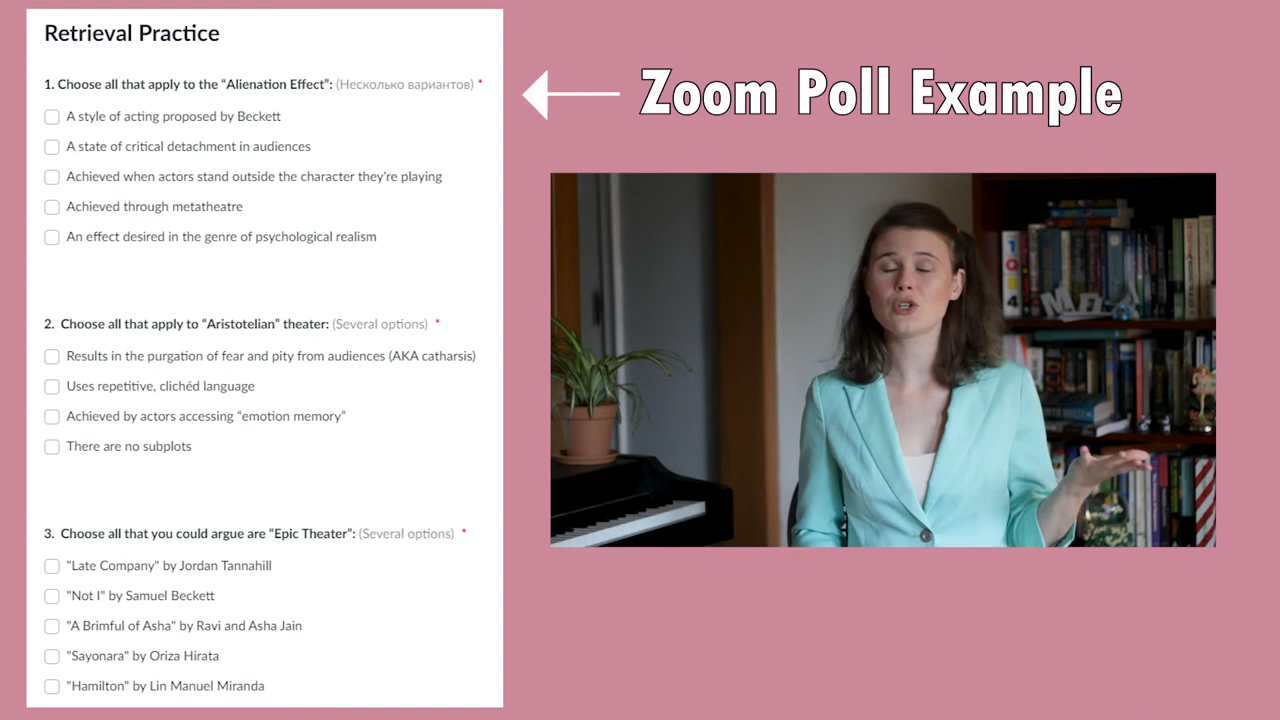 Retrieval Practice
1. Choose all that apply to the “Alienation Effect”: (Несколько вариантов) *
A style of acting proposed by Beckett
A state of critical detachment in audiences
Achieved when actors stand outside the character they're playing
Achieved through metatheatre
An effect desired in the genre of psychological realism
2. Choose all that apply to “Aristotelian” theater: (Several options) *
Results in the purgation of fear and pity from audiences (AKA catharsis)
Uses repetitive, clichéd language
Achieved by actors accessing “emotion memory”
There are no subplots
3. Choose all that you could argue are “Epic Theater”: (Several options) *
"Late Company" by Jordan Tannahill
"Not I" by Samuel Beckett
"A Brimful of Asha" by Ravi and Asha Jain
"Sayonara" by Oriza Hirata
"Hamilton" by Lin Manuel Miranda
Zoom Poll Example
1Q84